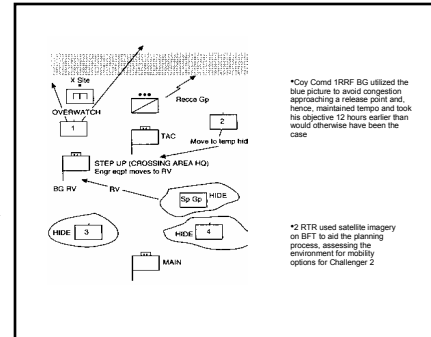 X Site
Recce Gp
OVERWATCH
1
2
TAC
Move to temp hid
STEP UP (CROSSING AREA HQ)
Engr eqpt moves to RV
BG RV
RV
Sp Gp
HIDE
HIDE
3
HIDE
4
MAIN
•Coy Comd 1RRF BG utilized the
blue picture to avoid congestion
approaching a release point and,
hence, maintained tempo and took
his objective 12 hours earlier than
would otherwise have been the
case
•2 RTR used satellite imagery
on BFT to aid the planning
process, assessing the
environment for mobility
options for Challenger 2